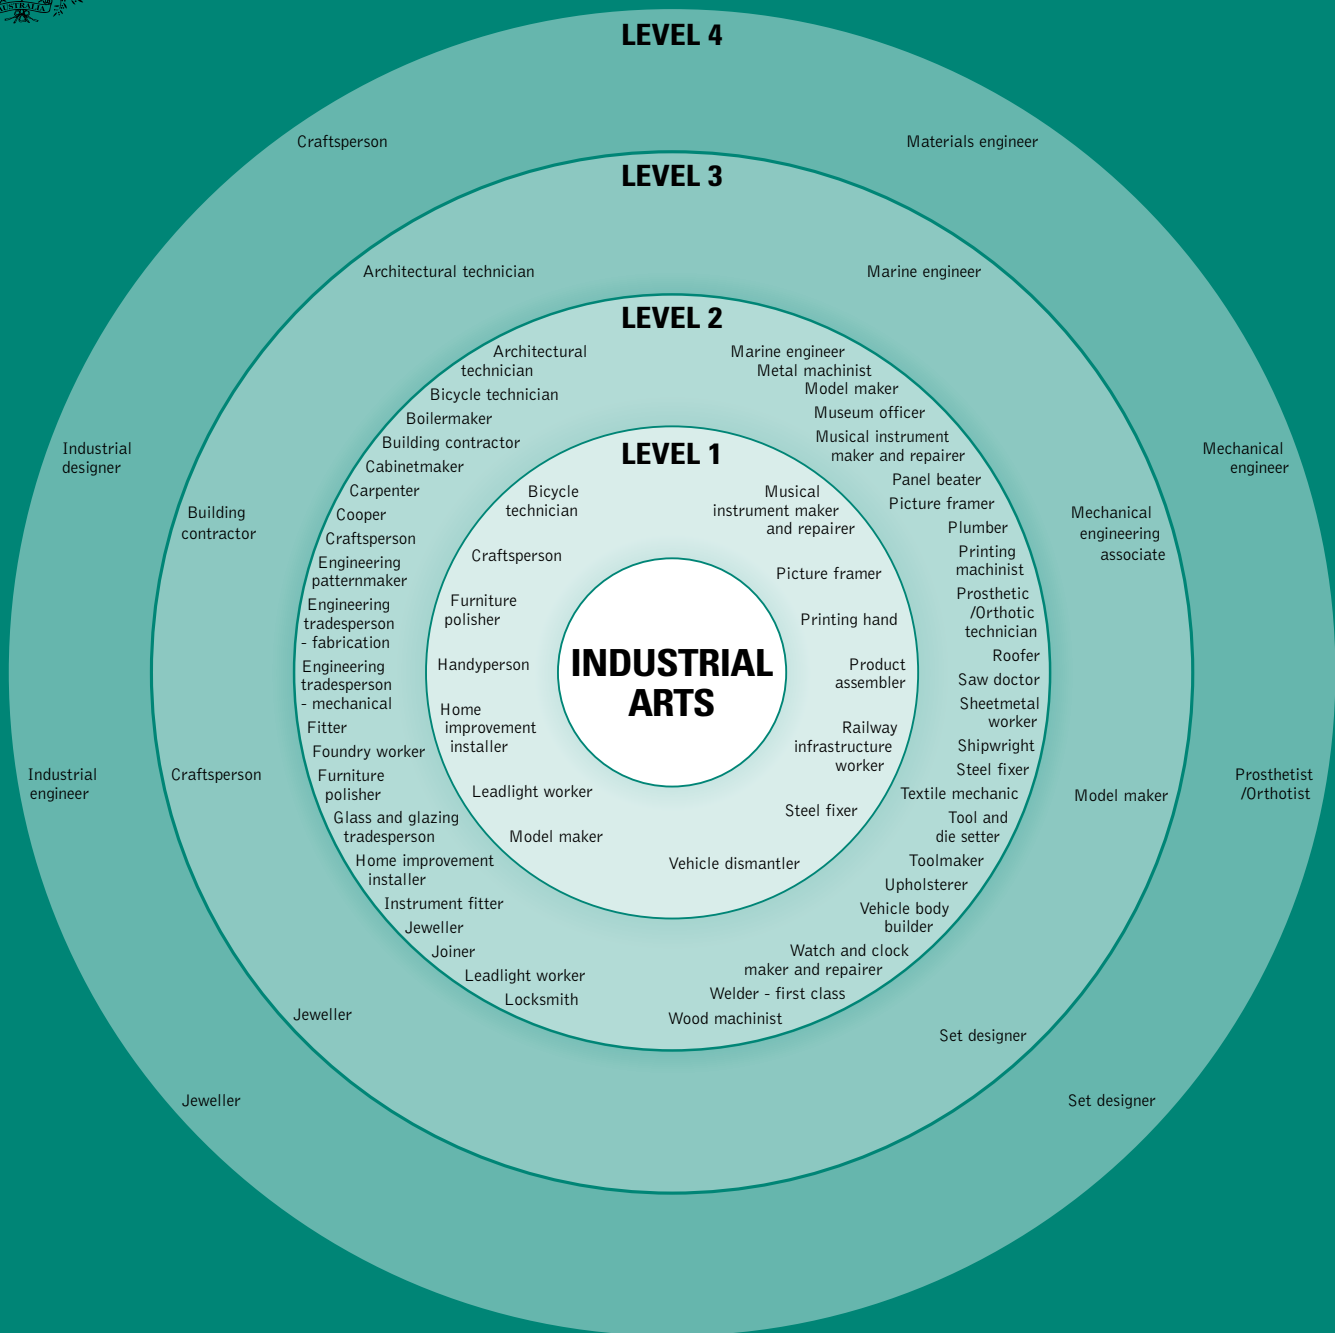 AUSTRALIA
LEVEL 4
Craftsperson
Materials engineer
Industrial
designer
Mechanical
engineer
Industrial
engineer
Prosthetist
/Orthotist
Jeweller
Set designer
LEVEL 3
Architectural technician
Marine engineer
Building
contractor
Mechanical
engineering
associate
Craftsperson
Model maker
Jeweller
Set designer
LEVEL 2
Architectural
technician
Bicycle technician
Boilermaker
Building contractor
Cabinetmaker
Carpenter
Cooper
Craftsperson
Engineering
patternmaker
Engineering
tradesperson
- fabrication
Engineering
tradesperson
- mechanical
Fitter
Foundry worker
Furniture
polisher
Glass and glazing
tradesperson
Home improvement
installer
Instrument fitter
Jeweller
Joiner
Leadlight worker
Locksmith
Marine engineer
Metal machinist
Model maker
Museum officer
Musical instrument
maker and repairer
Panel beater
Picture framer
Plumber
Printing
machinist
Prosthetic
/Orthotic
technician
Roofer
Saw doctor
Sheetmetal
worker
Shipwright
Steel fixer
Textile mechanic
Tool and
die setter
Toolmaker
Upholsterer
Vehicle body
builder
Watch and clock
maker and repairer
Welder - first class
Wood machinist
LEVEL 1
Bicycle
technician
Craftsperson
Furniture
polisher
Handyperson
Home
improvement
installer
Leadlight worker
Model maker
Musical
instrument maker
and repairer
Picture framer
Printing hand
Product
assembler
Railway
infrastructure
worker
Steel fixer
Vehicle dismantler
INDUSTRIAL
ARTS